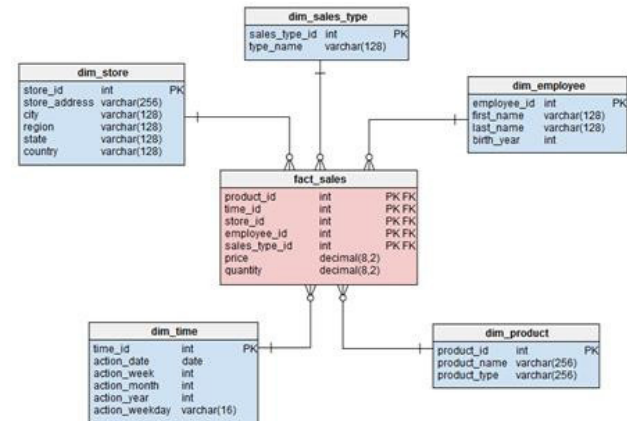 dim_sales_type
sales_type_id int PK
type_name varchar(128)
dim_store
store_id int PK
store_address varchar(256)
city varchar(128)
region varchar(128)
state varchar(128)
country varchar(128)
dim_employee
employee_id int PK
first_name varchar(128)
last_name varchar(128)
birth_year int
fact_sales
product_id int PK FK
time_id int PK FK
store_id int PK FK
employee_id int PK FK
sales_type_id int PK FK
price decimal(8,2)
quantity decimal(8,2)
dim_time
time_id int PK
action_date date
action_week int
action_month int
action_year int
action_weekday varchar(16)
dim_product
product_id int PK
product_name varchar(256)
product_type varchar(256)